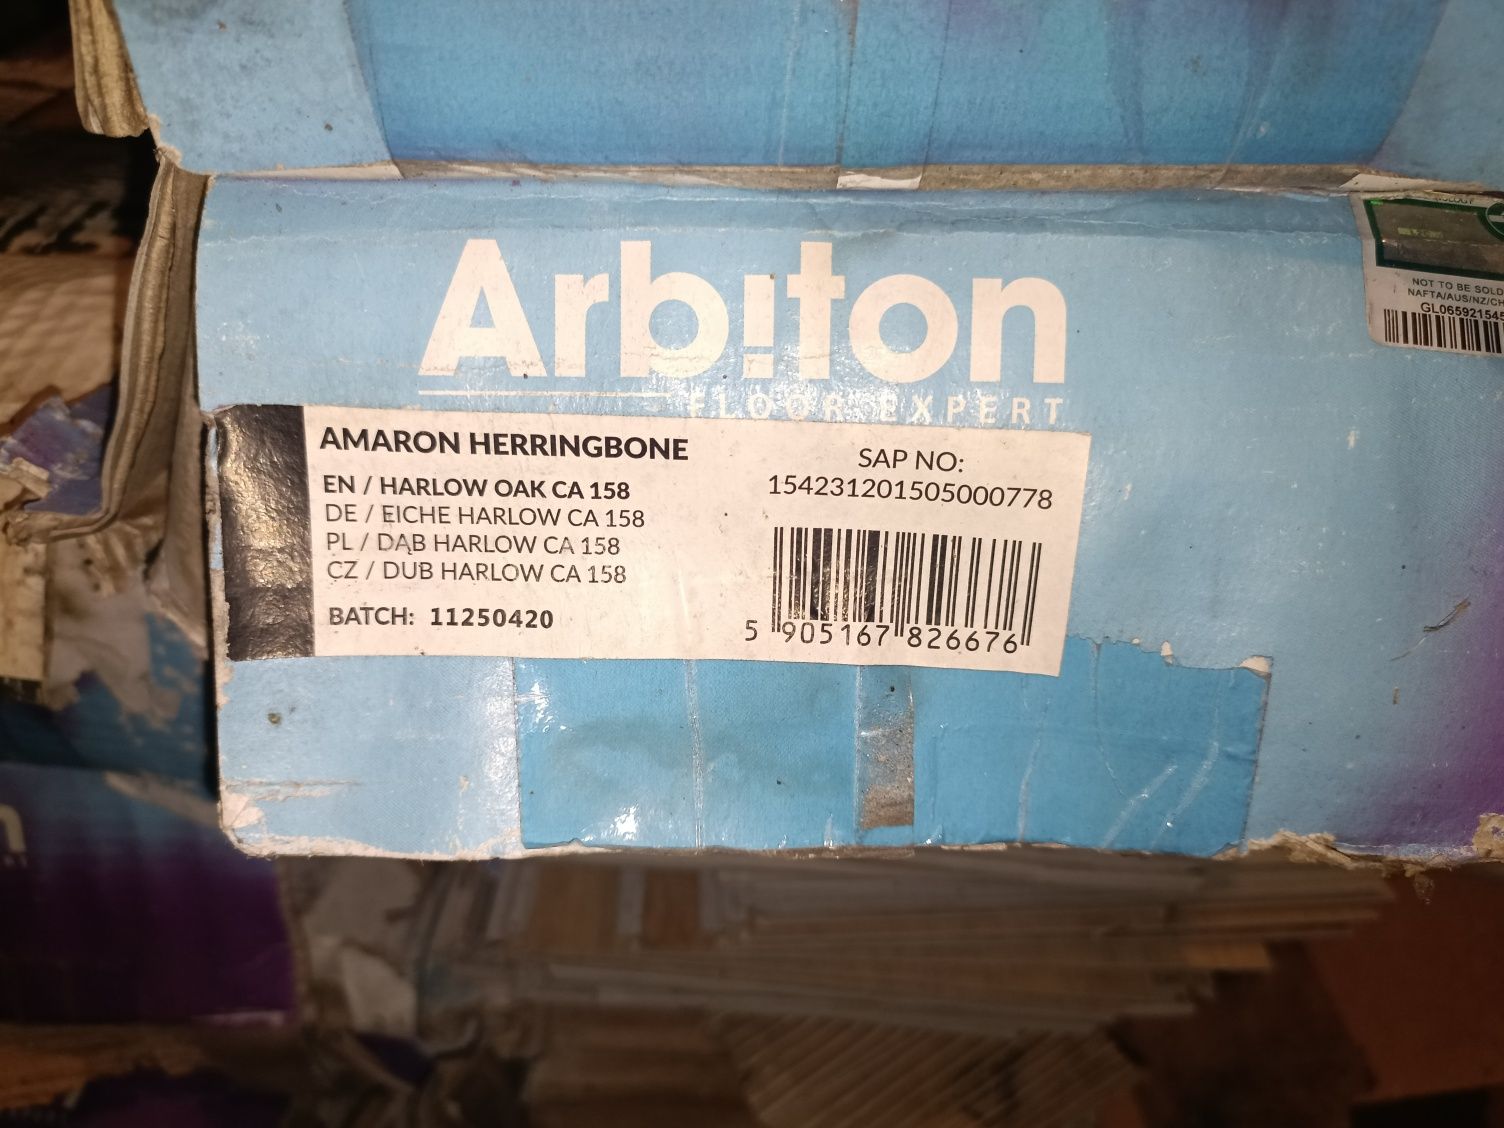 Arbiton
FLOOR EXPERT
AMARON HERRINGBONE
EN / HARLOW OAK CA 158
DE / EICHE HARLOW CA 158
PL / DĄB HARLOW CA 158
CZ / DUB HARLOW CA 158
BATCH: 11250420
SAP NO:
154231201505000778
5 905167 826676
NOT TO BE SOLD
NAFTA/AUS/NZ/CH
GL06592154